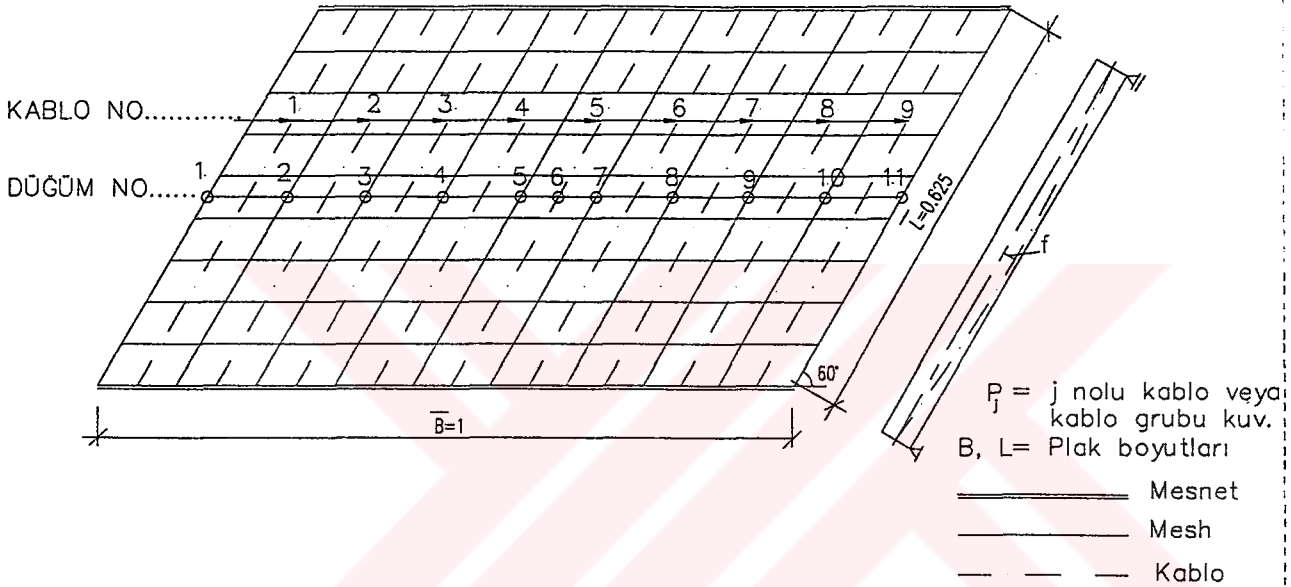 KABLO NO........... 1 2 3 4 5 6 7 8 9
DÜĞÜM NO...... 1 2 3 4 5 6 7 8 9 10 11
L=0.625
f
60°
B=1
Pj = j nolu kablo veya
kablo grubu kuv.
B, L= Plak boyutları
Mesnet
Mesh
Kablo